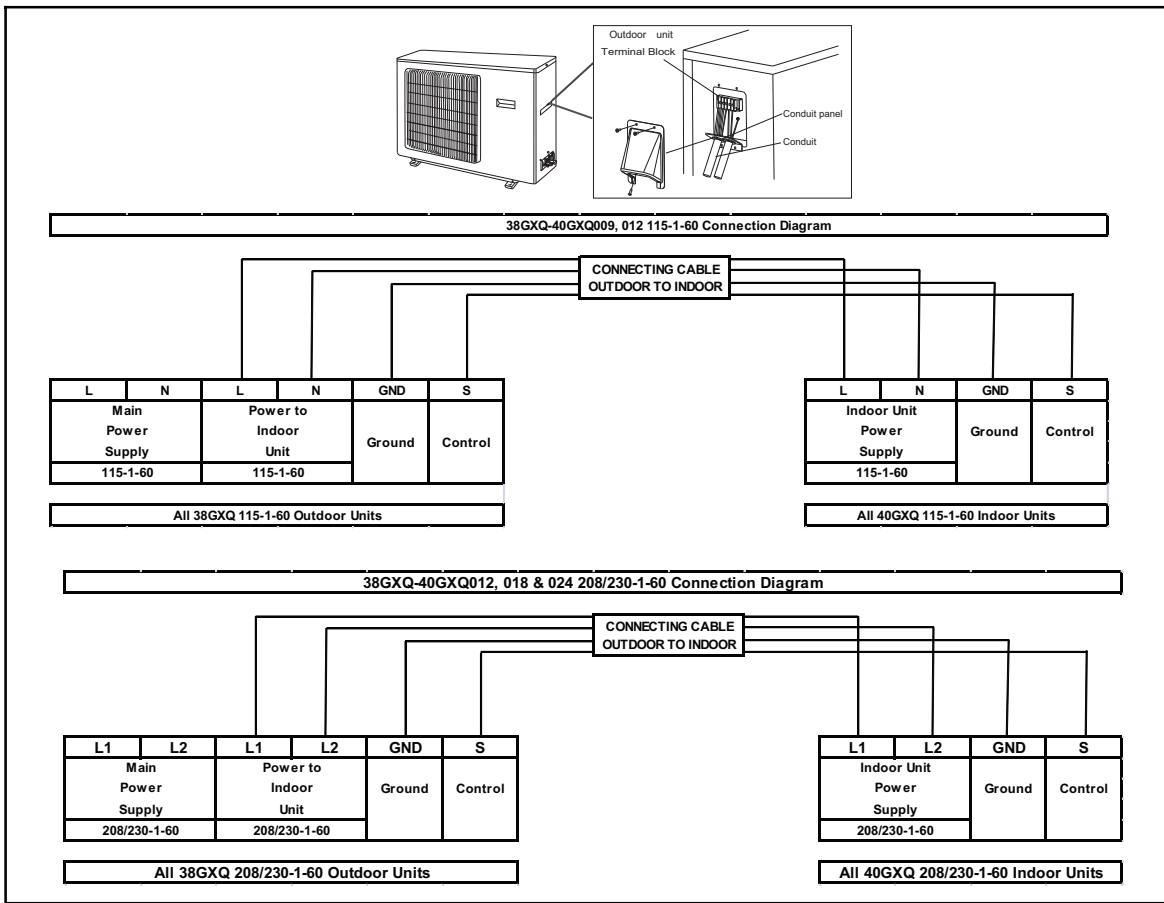 Outdoor unit
Terminal Block
Conduit panel
Conduit
38GXQ-40GXQ009, 012 115-1-60 Connection Diagram
CONNECTING CABLE
OUTDOOR TO INDOOR
L N L N GND S
Main Power Supply
Power to Indoor Unit
Ground
Control
115-1-60 115-1-60
All 38GXQ 115-1-60 Outdoor Units
L N GND S
Indoor Unit Power Supply
Ground
Control
115-1-60
All 40GXQ 115-1-60 Indoor Units
38GXQ-40GXQ012, 018 & 024 208/230-1-60 Connection Diagram
CONNECTING CABLE
OUTDOOR TO INDOOR
L1 L2 L1 L2 GND S
Main Power Supply
Power to Indoor Unit
Ground
Control
208/230-1-60 208/230-1-60
All 38GXQ 208/230-1-60 Outdoor Units
L1 L2 GND S
Indoor Unit Power Supply
Ground
Control
208/230-1-60
All 40GXQ 208/230-1-60 Indoor Units